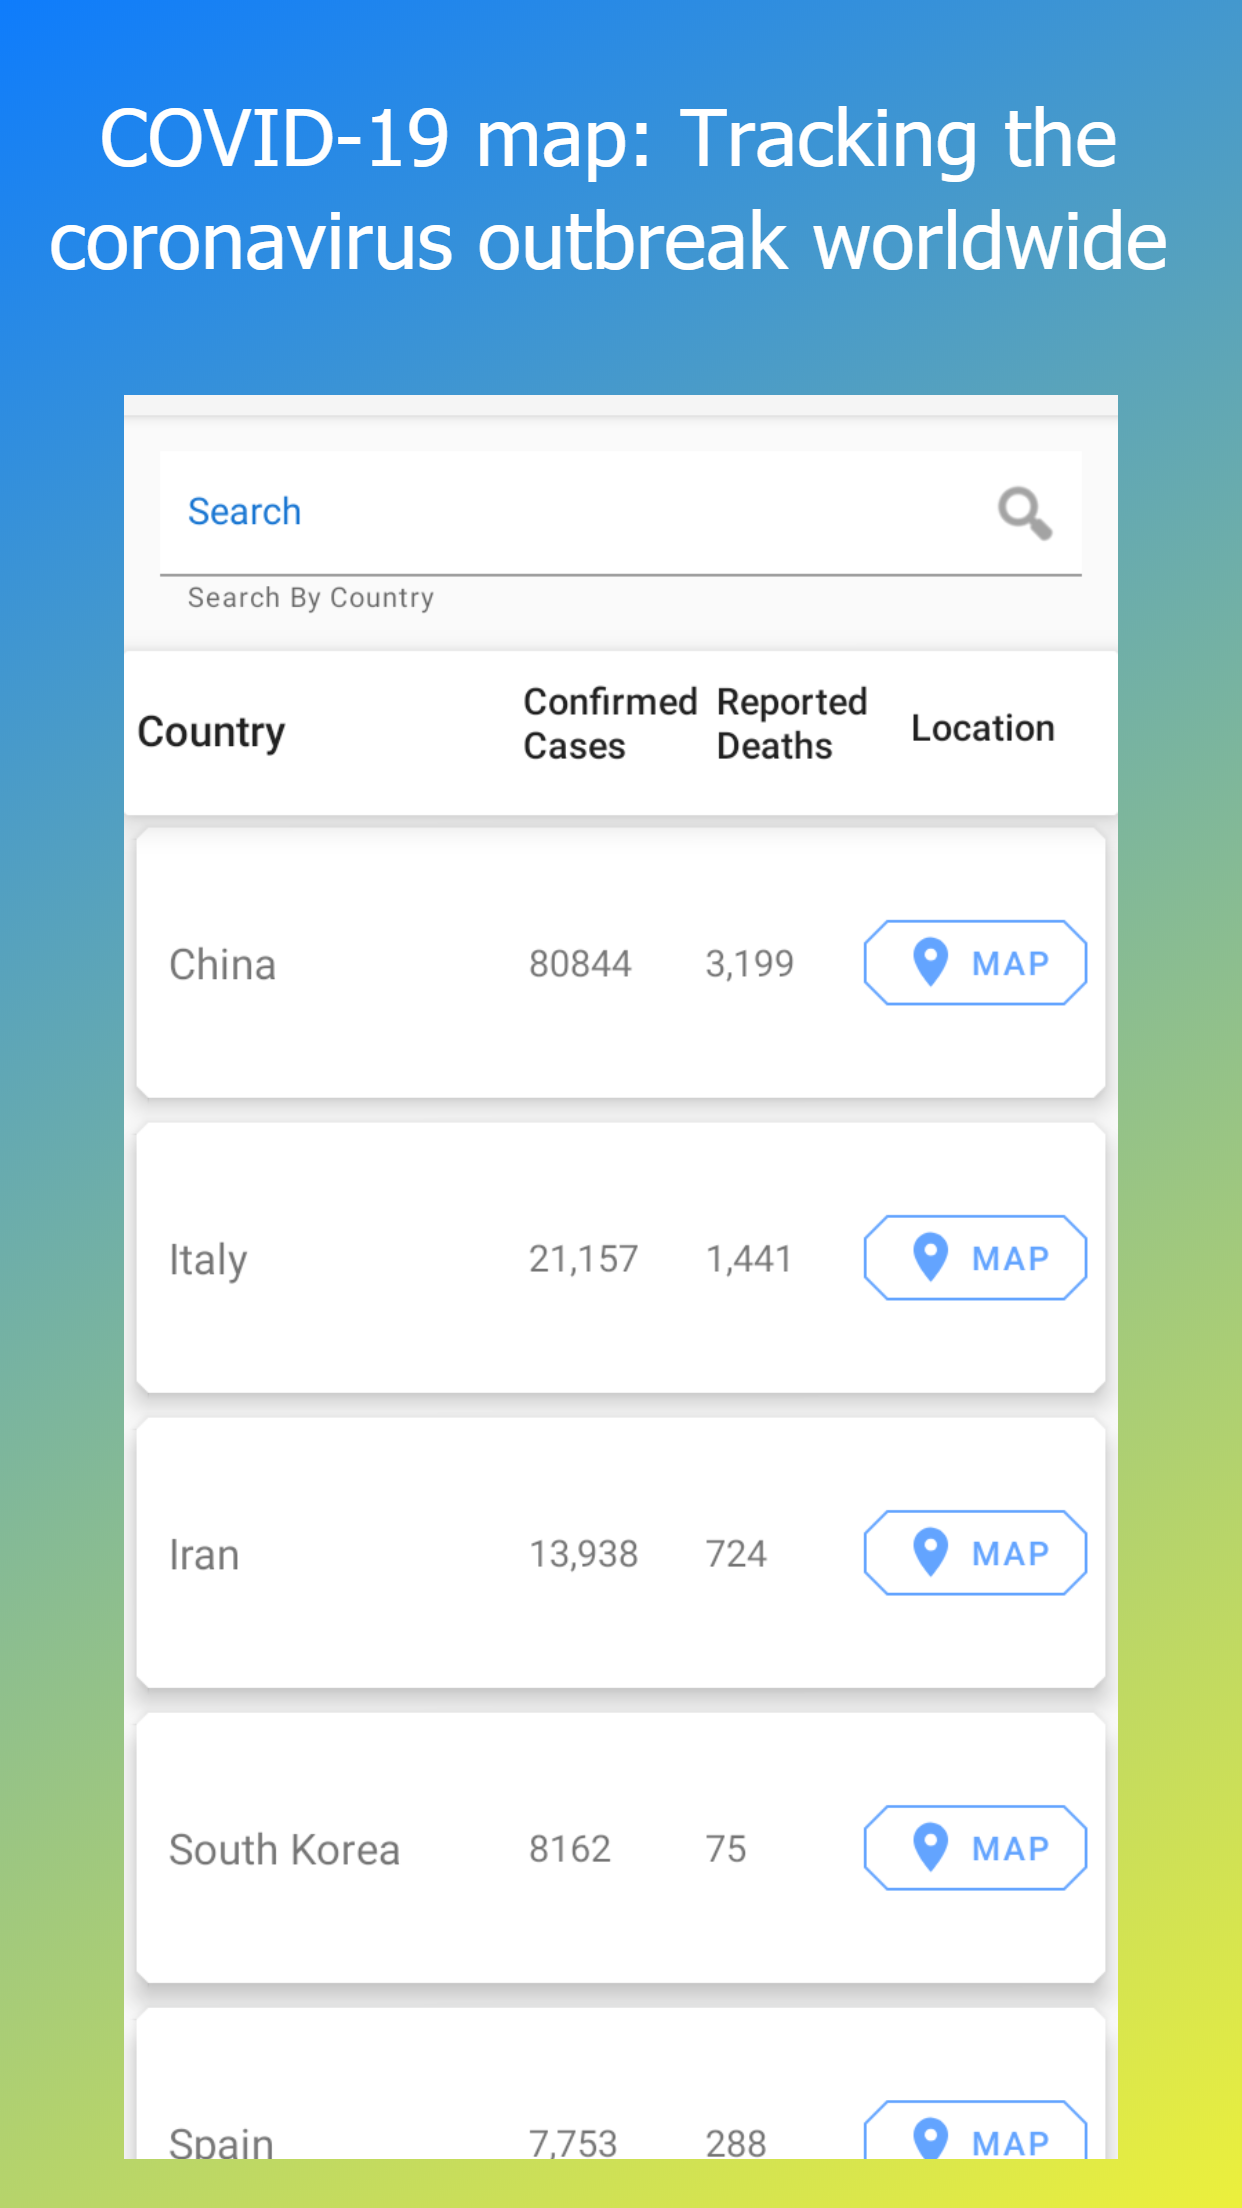 COVID-19 map: Tracking the
coronavirus outbreak worldwide
Search
Search By Country
Country Confirmed Cases Reported Deaths Location
China 80844 3,199 MAP
Italy 21,157 1,441 MAP
Iran 13,938 724 MAP
South Korea 8162 75 MAP
Spain 7,753 288 MAP